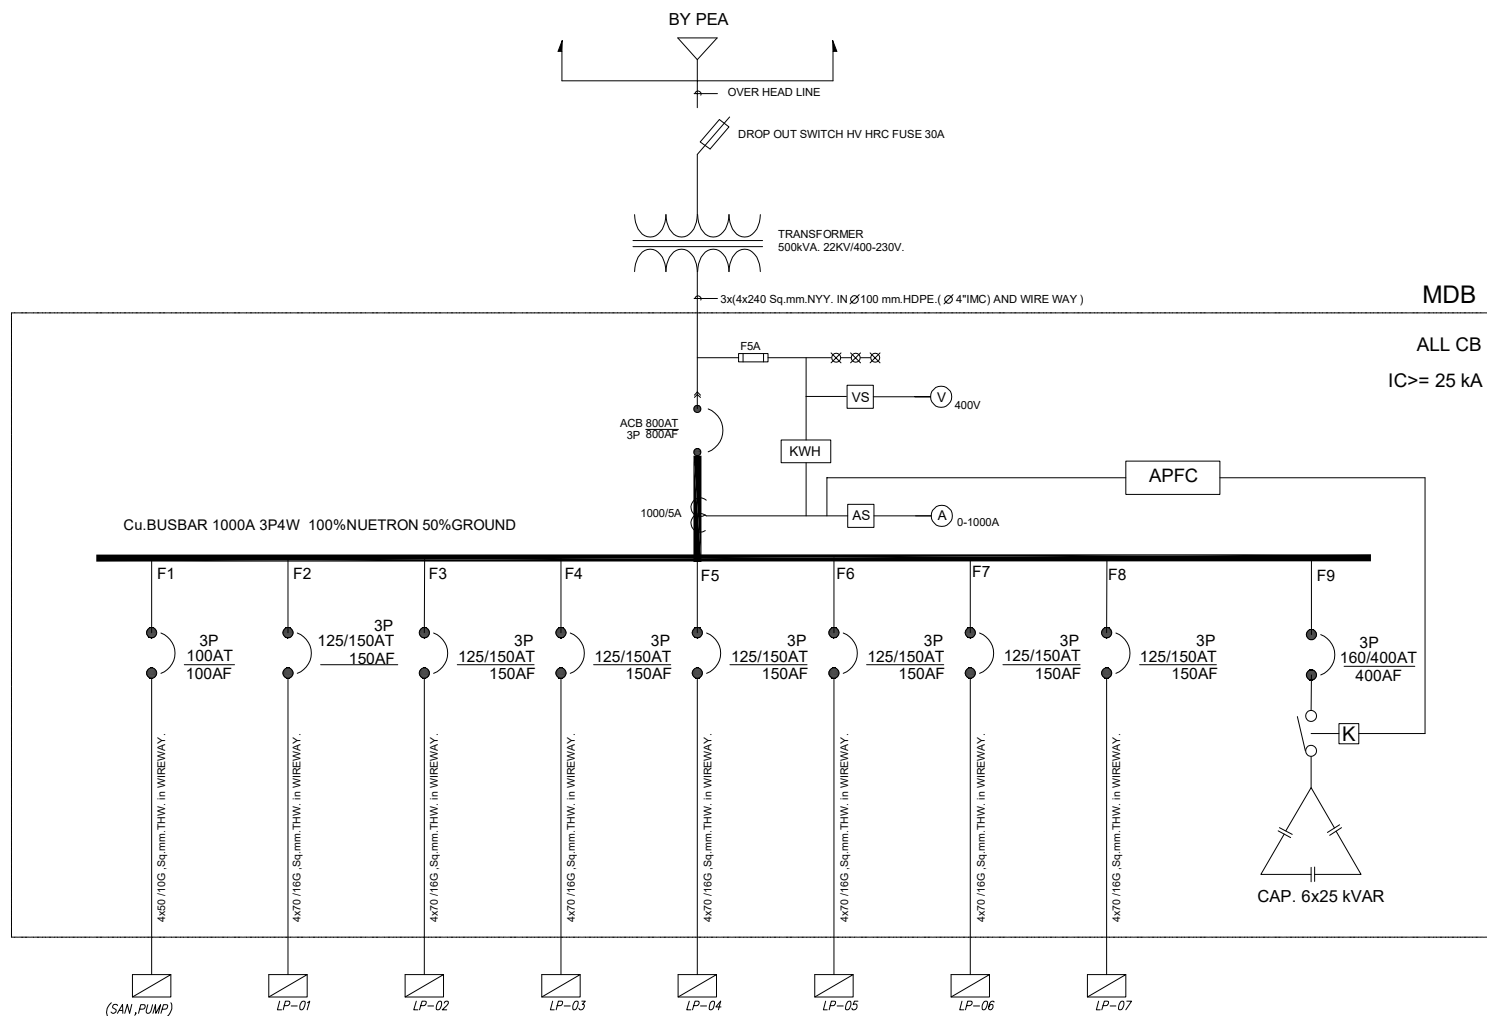 BY PEA
OVER HEAD LINE
DROP OUT SWITCH HV HRC FUSE 30A
TRANSFORMER
500kVA. 22KV/400-230V.
3x(4x240 Sq.mm.NYY. IN Ø100 mm.HDPE.( Ø 4"IMC) AND WIRE WAY )
MDB
ALL CB
IC>= 25 kA
F5A
VS
V
400V
ACB 800AT
3P 800AF
KWH
APFC
1000/5A
AS
A
0-1000A
Cu.BUSBAR 1000A 3P4W 100%NUETRON 50%GROUND
F1
F2
F3
F4
F5
F6
F7
F8
F9
3P
100AT
100AF
3P
125/150AT
150AF
3P
125/150AT
150AF
3P
125/150AT
150AF
3P
125/150AT
150AF
3P
125/150AT
150AF
3P
125/150AT
150AF
3P
125/150AT
150AF
3P
160/400AT
400AF
K
4x50 /10G ,Sq.mm.THW. in WIREWAY.
4x70 /16G ,Sq.mm.THW. in WIREWAY.
4x70 /16G ,Sq.mm.THW. in WIREWAY.
4x70 /16G ,Sq.mm.THW. in WIREWAY.
4x70 /16G ,Sq.mm.THW. in WIREWAY.
4x70 /16G ,Sq.mm.THW. in WIREWAY.
4x70 /16G ,Sq.mm.THW. in WIREWAY.
4x70 /16G ,Sq.mm.THW. in WIREWAY.
CAP. 6x25 kVAR
(SAN,PUMP)
LP-01
LP-02
LP-03
LP-04
LP-05
LP-06
LP-07